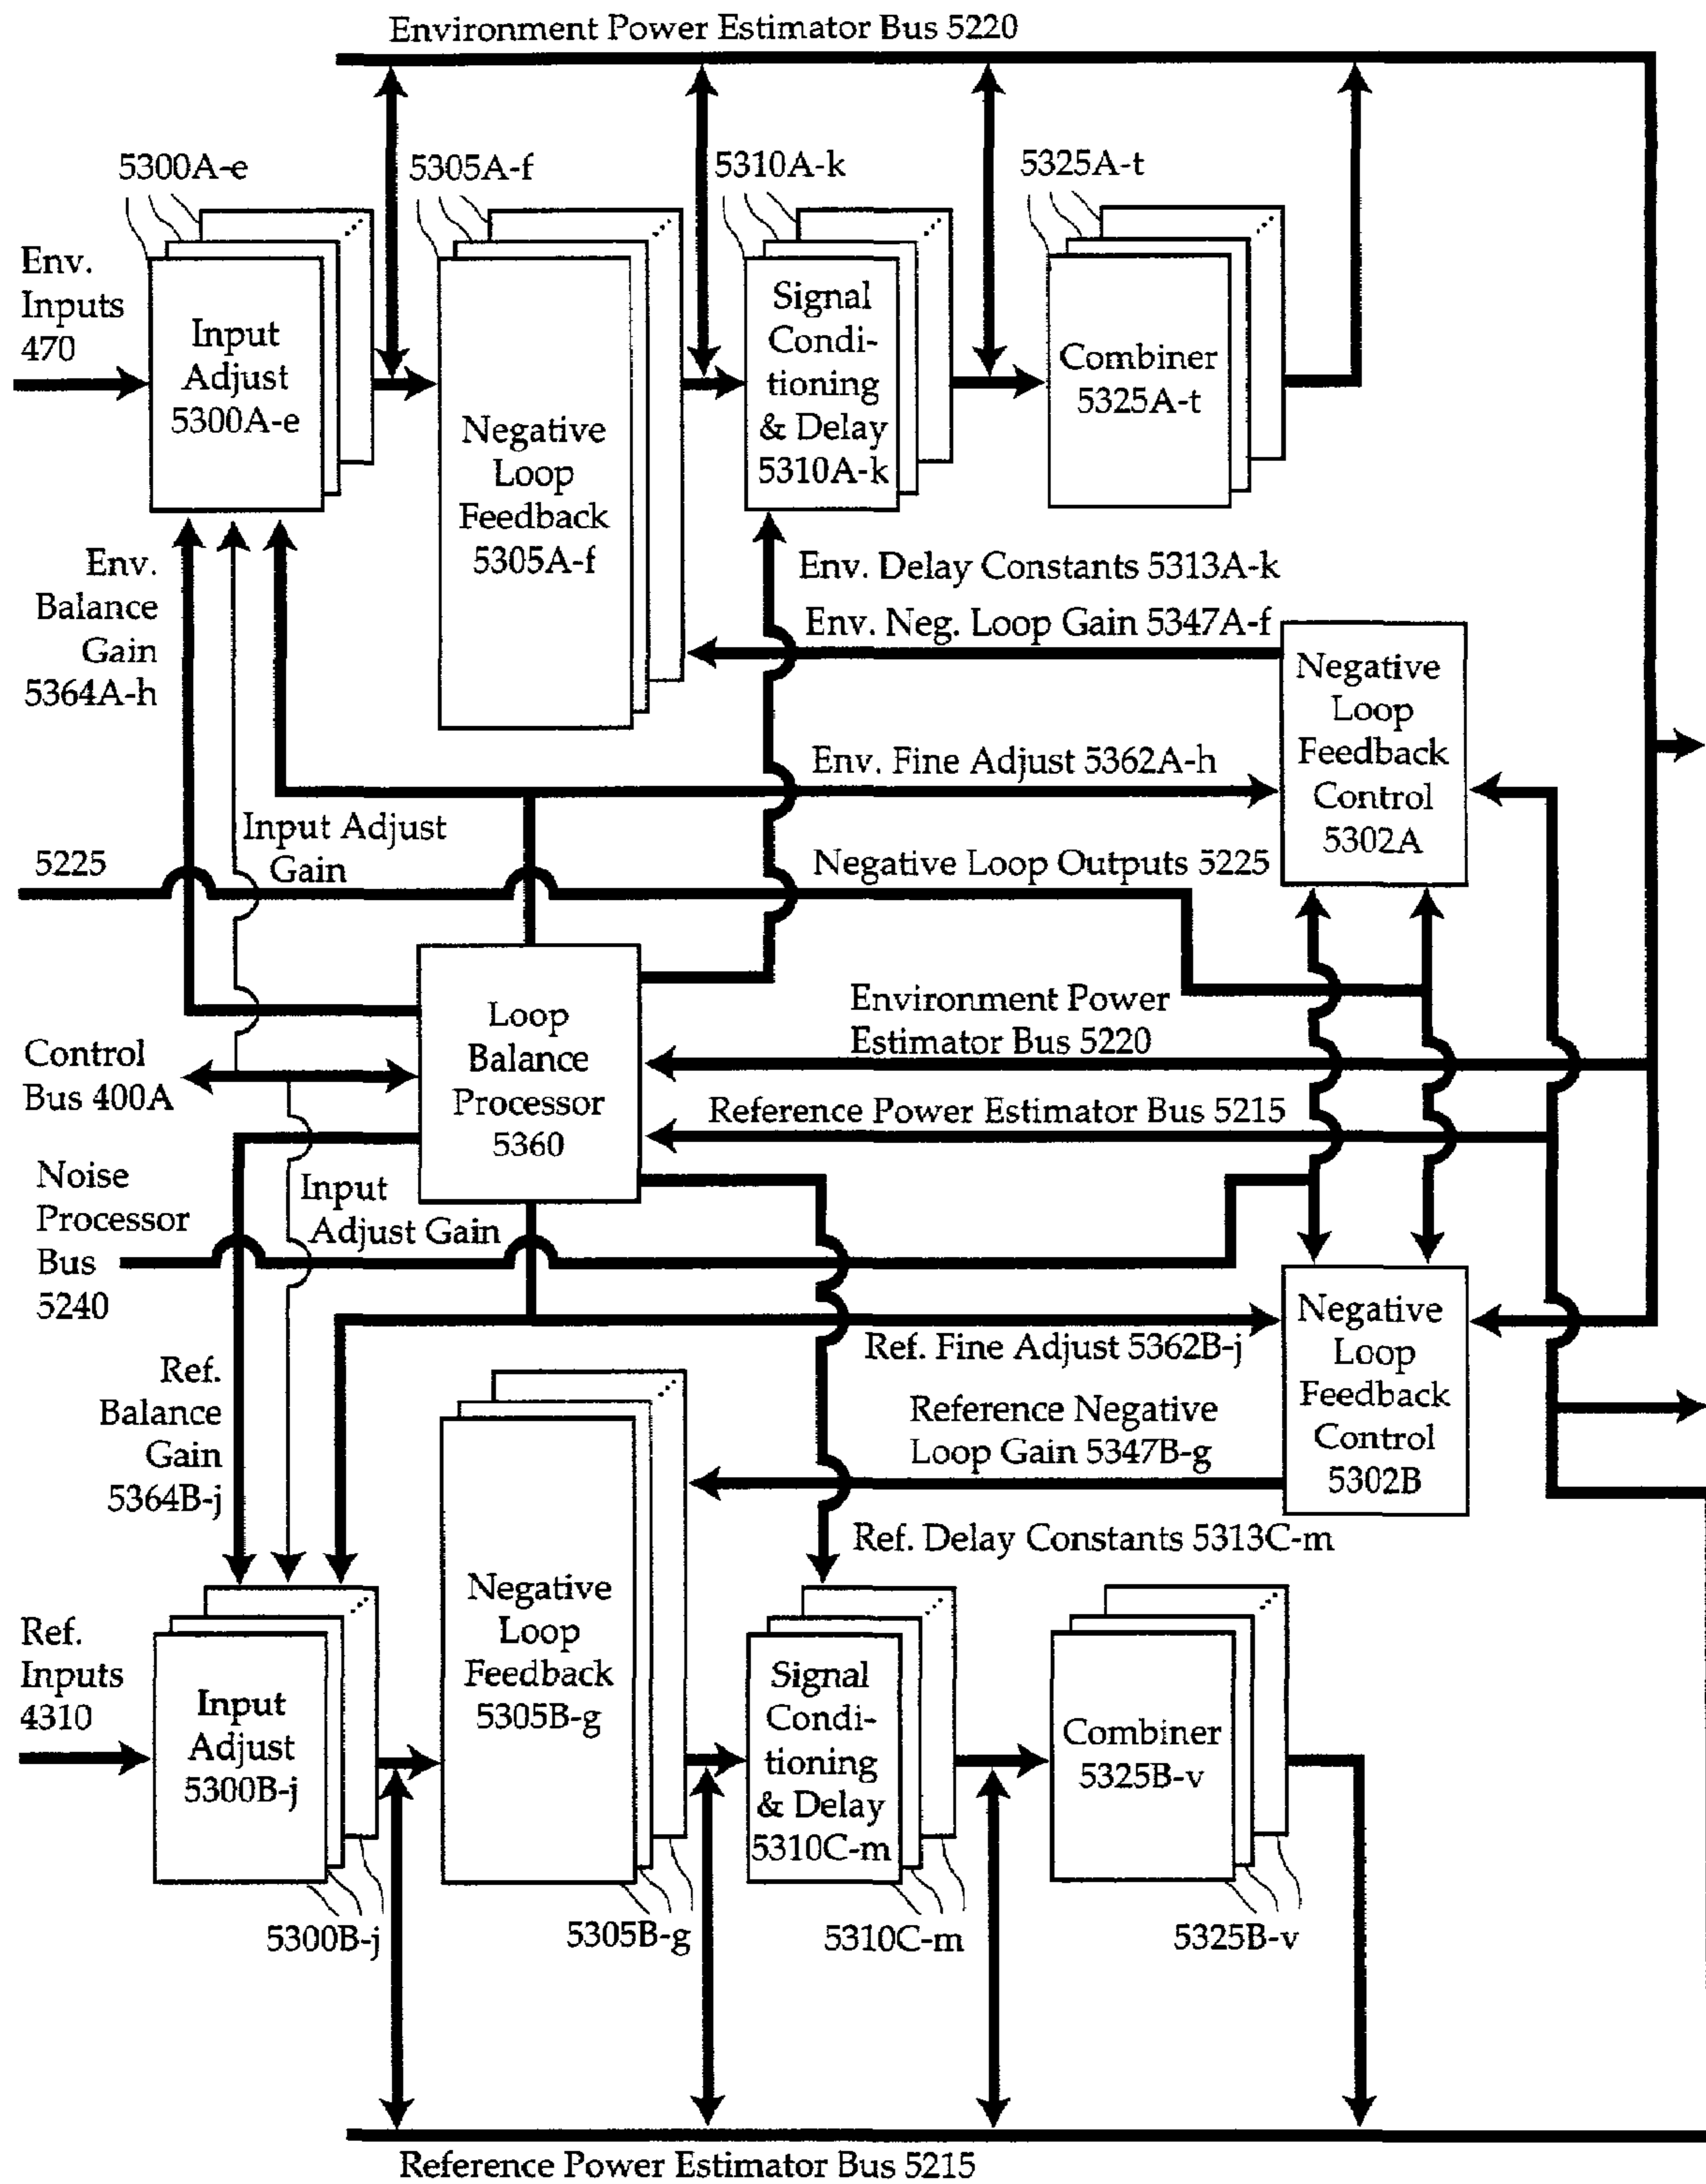 Environment Power Estimator Bus 5220
5300A-e
5305A-f
5310A-k
5325A-t
Env.
Inputs
470
Input
Adjust
5300A-e
Negative
Loop
Feedback
5305A-f
Signal
Condi-
tioning
& Delay
5310A-k
Combiner
5325A-t
Env.
Balance
Gain
5364A-h
Env. Delay Constants 5313A-k
Env. Neg. Loop Gain 5347A-f
Negative
Loop
Feedback
Control
5302A
Env. Fine Adjust 5362A-h
Input Adjust
Gain
5225
Negative Loop Outputs 5225
Loop
Balance
Processor
5360
Environment Power
Estimator Bus 5220
Control
Bus 400A
Reference Power Estimator Bus 5215
Noise
Processor
Bus
5240
Input
Adjust Gain
Ref. Fine Adjust 5362B-j
Negative
Loop
Feedback
Control
5302B
Ref.
Balance
Gain
5364B-j
Reference Negative
Loop Gain 5347B-g
Ref. Delay Constants 5313C-m
Ref.
Inputs
4310
Input
Adjust
5300B-j
Negative
Loop
Feedback
5305B-g
Signal
Condi-
tioning
& Delay
5310C-m
Combiner
5325B-v
5300B-j
5305B-g
5310C-m
5325B-v
Reference Power Estimator Bus 5215